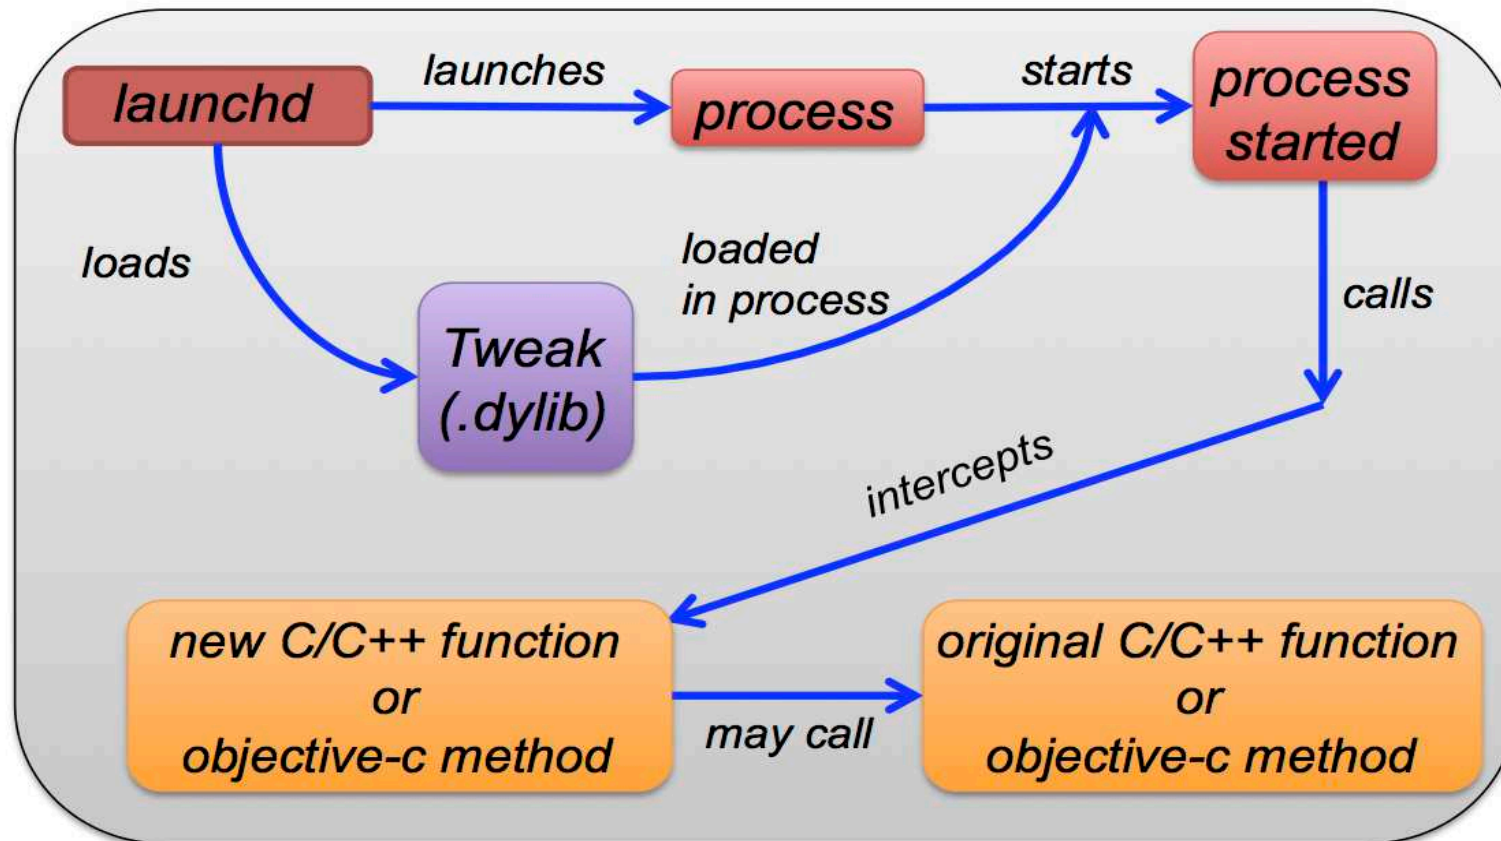 launchd
launches
process
starts
process
started
loads
Tweak
(.dylib)
loaded
in process
calls
intercepts
new C/C++ function
or
objective-c method
may call
original C/C++ function
or
objective-c method